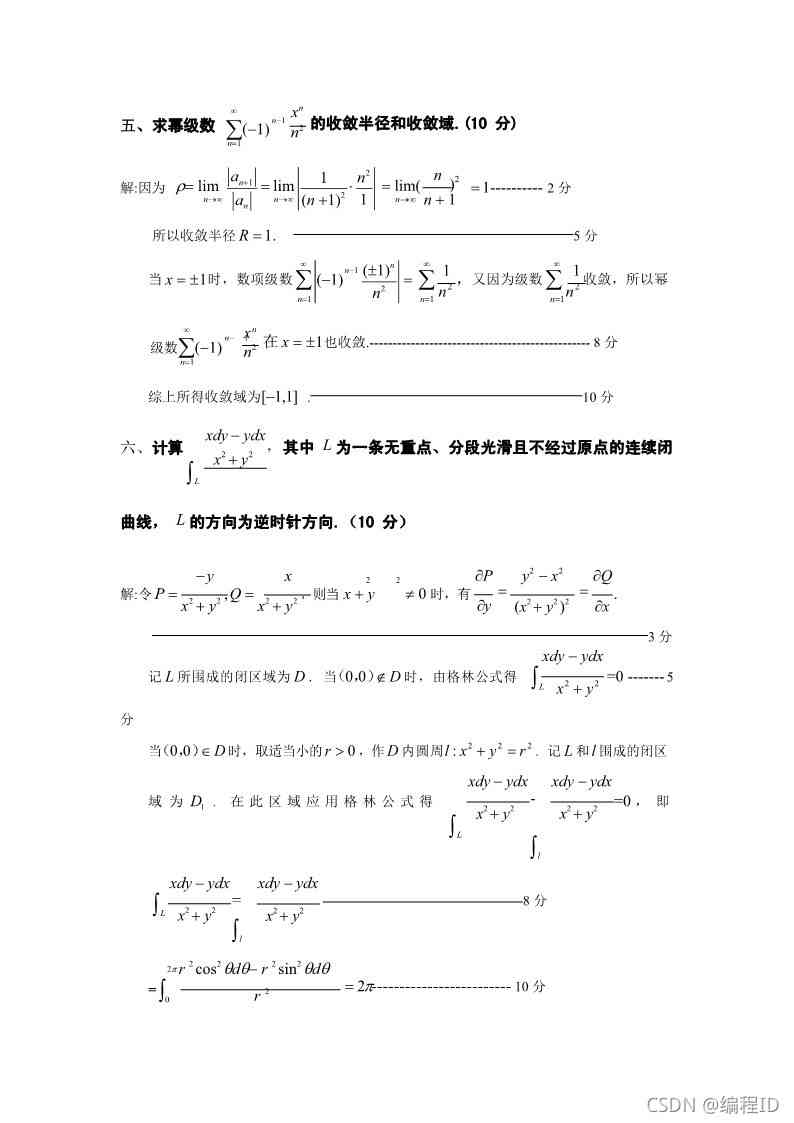 五、求幂级数 $\sum_{n=1}^{\infty}(-1)^{n-1}\frac{x^n}{n^2}$ 的收敛半径和收敛域.(10 分)
解:因为 $\rho=\lim_{n\to\infty}\frac{|a_{n+1}|}{|a_n|}=\lim_{n\to\infty}\left|\frac{1}{(n+1)^2}\cdot\frac{n^2}{1}\right|=\lim_{n\to\infty}(\frac{n}{n+1})^2=1$---------- 2 分
所以收敛半径 $R=1$. 5 分
当 $x=\pm1$ 时，数项级数 $\sum_{n=1}^{\infty}\left|(-1)^{n-1}\frac{(\pm1)^n}{n^2}\right|=\sum_{n=1}^{\infty}\frac{1}{n^2}$，又因为级数 $\sum_{n=1}^{\infty}\frac{1}{n^2}$ 收敛，所以幂
级数 $\sum_{n=1}^{\infty}(-1)^{n-1}\frac{x^n}{n^2}$ 在 $x=\pm1$ 也收敛.------------------------------------------------ 8 分
综上所得收敛域为$[-1,1]$ . 10 分
六、计算 $\int_L\frac{xdy-ydx}{x^2+y^2}$，其中 $L$ 为一条无重点、分段光滑且不经过原点的连续闭
曲线， $L$ 的方向为逆时针方向.（10 分）
解:令 $P=\frac{-y}{x^2+y^2},Q=\frac{x}{x^2+y^2}$，则当 $x^2+y^2\neq0$ 时，有 $\frac{\partial P}{\partial y}=\frac{y^2-x^2}{(x^2+y^2)^2}=\frac{\partial Q}{\partial x}$.
3 分
记 $L$ 所围成的闭区域为 $D$ . 当$(0,0)\notin D$ 时，由格林公式得 $\int_L\frac{xdy-ydx}{x^2+y^2}=0$ ------- 5
分
当$(0,0)\in D$ 时，取适当小的 $r>0$，作 $D$ 内圆周 $l:x^2+y^2=r^2$ . 记 $L$ 和 $l$ 围成的闭区
域为 $D_1$ . 在此区域应用格林公式得 $\int_L\frac{xdy-ydx}{x^2+y^2}-\int_l\frac{xdy-ydx}{x^2+y^2}=0$，即
$\int_L\frac{xdy-ydx}{x^2+y^2}=\int_l\frac{xdy-ydx}{x^2+y^2}$ 8 分
$=\int_0^{2\pi}\frac{r^2\cos^2\theta d\theta-r^2\sin^2\theta d\theta}{r^2}=2\pi$------------------------- 10 分
CSDN @编程ID